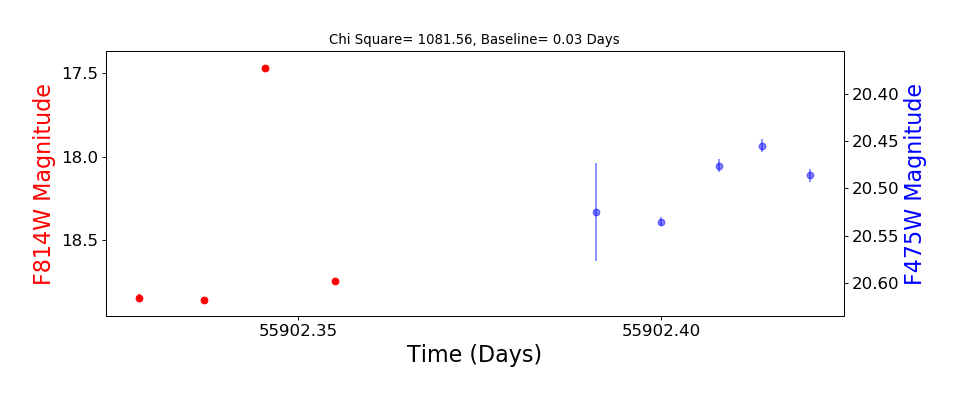 Chi Square= 1081.56, Baseline= 0.03 Days
F814W Magnitude
17.5
18.0
18.5
20.40
20.45
20.50
20.55
20.60
F475W Magnitude
55902.35
55902.40
Time (Days)